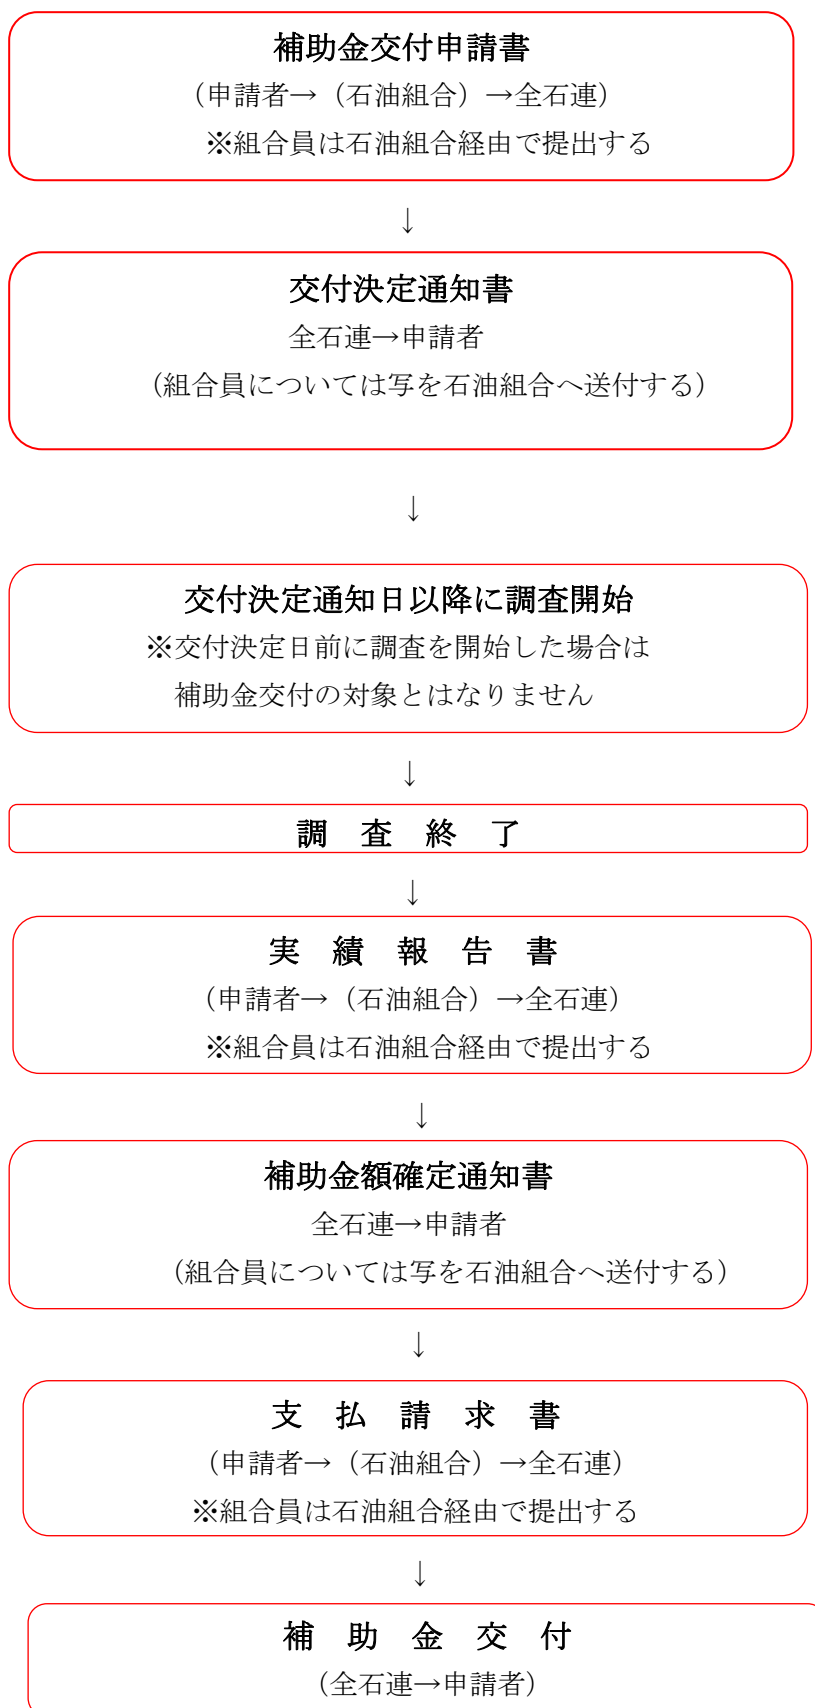 補助金交付申請書
（申請者→（石油組合）→全石連）
※組合員は石油組合経由で提出する
↓
交付決定通知書
全石連→申請者
（組合員については写を石油組合へ送付する）
↓
交付決定通知日以降に調査開始
※交付決定日前に調査を開始した場合は
補助金交付の対象とはなりません
↓
調　査　終　了
↓
実　績　報　告　書
（申請者→（石油組合）→全石連）
※組合員は石油組合経由で提出する
↓
補助金額確定通知書
全石連→申請者
（組合員については写を石油組合へ送付する）
↓
支　払　請　求　書
（申請者→（石油組合）→全石連）
※組合員は石油組合経由で提出する
↓
補　助　金　交　付
（全石連→申請者）